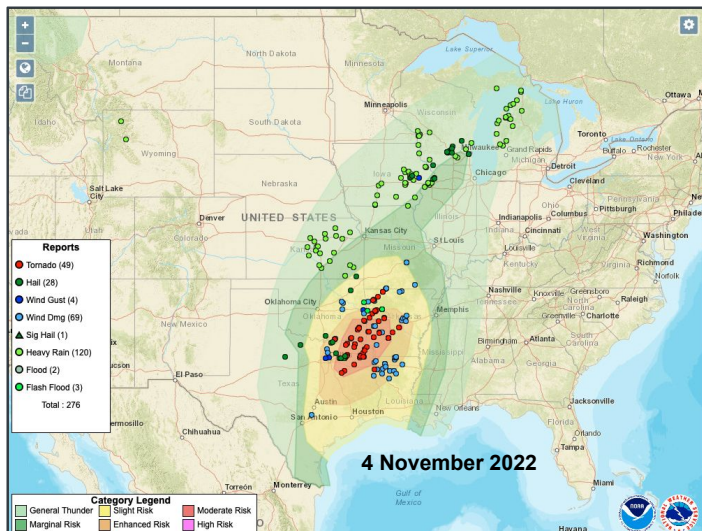 +
−
Lake Superior
North Dakota
Montana
Minnesota
Ottawa
Minneapolis
Wisconsin
Lake Huron
South Dakota
Toronto
Lake Ontario
Idaho
Milwaukee
Grand Rapids
Rochester
Buffalo
New York
Michigan
Wyoming
Detroit
Iowa
Chicago
Cleveland
Nebraska
Salt Lake
City
Ohio
Pennsylvania
Illinois
Indianapolis
Columbus
Pittsburgh
Denver
UNITED STATES
Cincinnati
Washington
Kansas City
St Louis
Colorado
Missouri
Louisville
West
Virginia
Richmond
Kentucky
Virginia
Norfolk
Reports
Tornado (49)
Hail (28)
Wind Gust (4)
Wind Dmg (69)
Sig Hail (1)
Heavy Rain (120)
Flood (2)
Flash Flood (3)
Total : 276
Nashville
Knoxville
Greensboro
Raleigh
Tennessee
Oklahoma City
Oklahoma
Memphis
Charlotte
New Mexico
Birmingham
Atlanta
Mississippi
Alabama
Georgia
Tucson
El Paso
Texas
Austin
San Antonio
Houston
Louisiana
New Orleans
Jacksonville
Hermosillo
Chihuahua
Orlando
Florida
Tampa
4 November 2022
Monterrey
Torreón
Gulf of
Mexico
Miami
Havana
Category Legend
General Thunder
Slight Risk
Moderate Risk
Marginal Risk
Enhanced Risk
High Risk
NOAA
NATIONAL WEATHER SERVICE